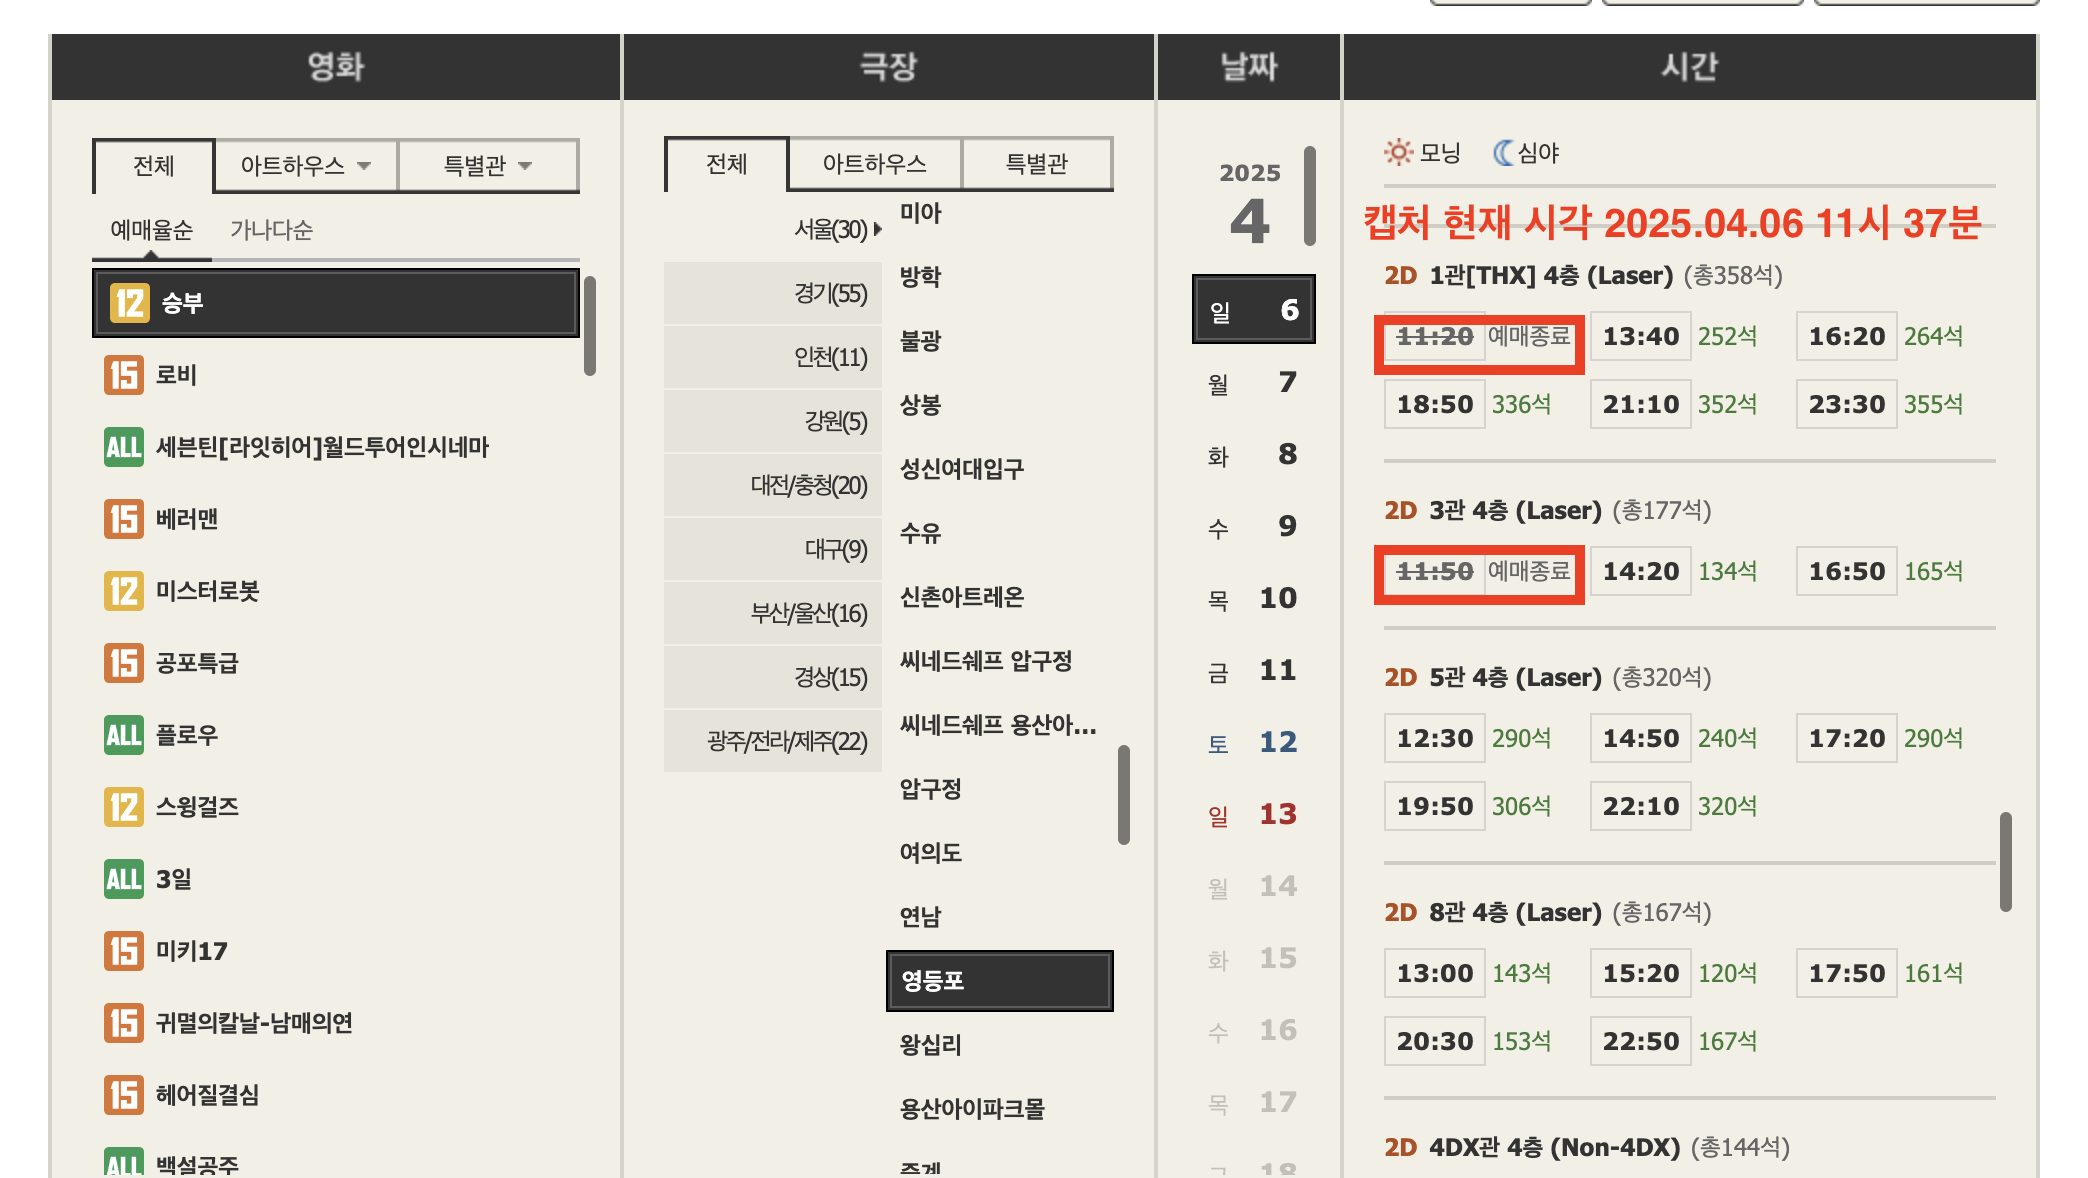 영화
전체
아트하우스
특별관
예매율순
가나다순
12 승부
15 로비
ALL 세븐틴[라잇히어]월드투어인시네마
15 베러맨
12 미스터로봇
15 공포특급
ALL 플로우
12 스윙걸즈
ALL 3일
15 미키17
15 귀멸의칼날-남매의연
15 헤어질결심
ALL 백설공주
극장
전체
아트하우스
특별관
서울(30)
경기(55)
인천(11)
강원(5)
대전/충청(20)
대구(9)
부산/울산(16)
경상(15)
광주/전라/제주(22)
미아
방학
불광
상봉
성신여대입구
수유
신촌아트레온
씨네드쉐프 압구정
씨네드쉐프 용산아...
압구정
여의도
연남
영등포
왕십리
용산아이파크몰
중계
날짜
2025
4
일 6
월 7
화 8
수 9
목 10
금 11
토 12
일 13
월 14
화 15
수 16
목 17
금 18
시간
모닝 심야
캡처 현재 시각 2025.04.06 11시 37분
2D 1관[THX] 4층 (Laser) (총358석)
11:20 예매종료 13:40 252석 16:20 264석
18:50 336석 21:10 352석 23:30 355석
2D 3관 4층 (Laser) (총177석)
11:50 예매종료 14:20 134석 16:50 165석
2D 5관 4층 (Laser) (총320석)
12:30 290석 14:50 240석 17:20 290석
19:50 306석 22:10 320석
2D 8관 4층 (Laser) (총167석)
13:00 143석 15:20 120석 17:50 161석
20:30 153석 22:50 167석
2D 4DX관 4층 (Non-4DX) (총144석)